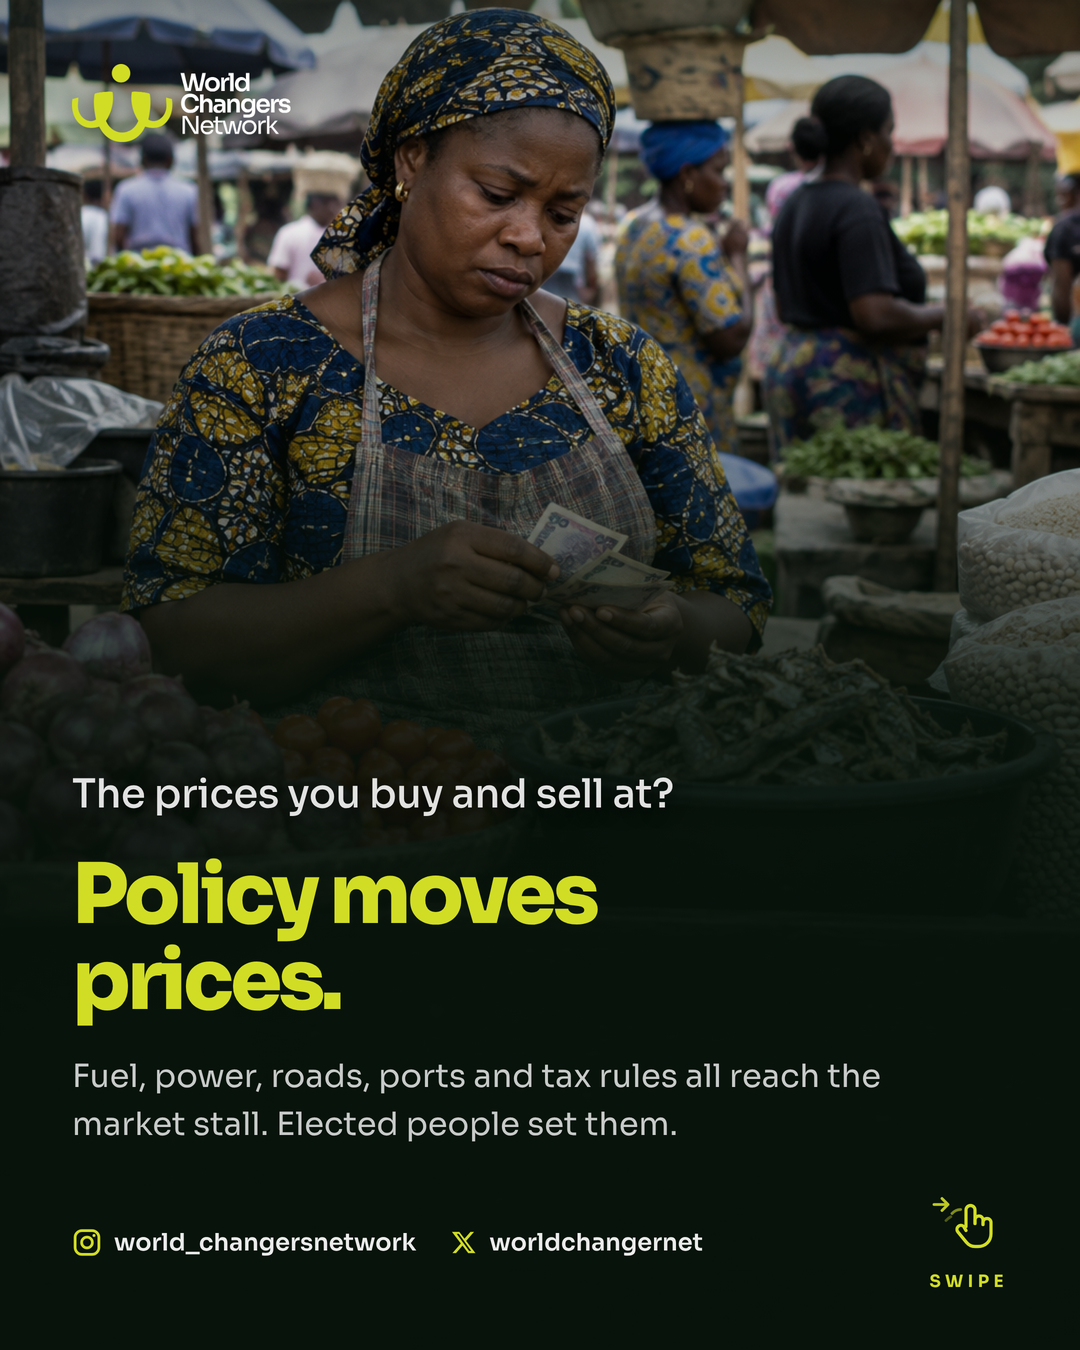 World
Changers
Network
The prices you buy and sell at?
Policy moves
prices.
Fuel, power, roads, ports and tax rules all reach the
market stall. Elected people set them.
world_changersnetwork
worldchangernet
SWIPE